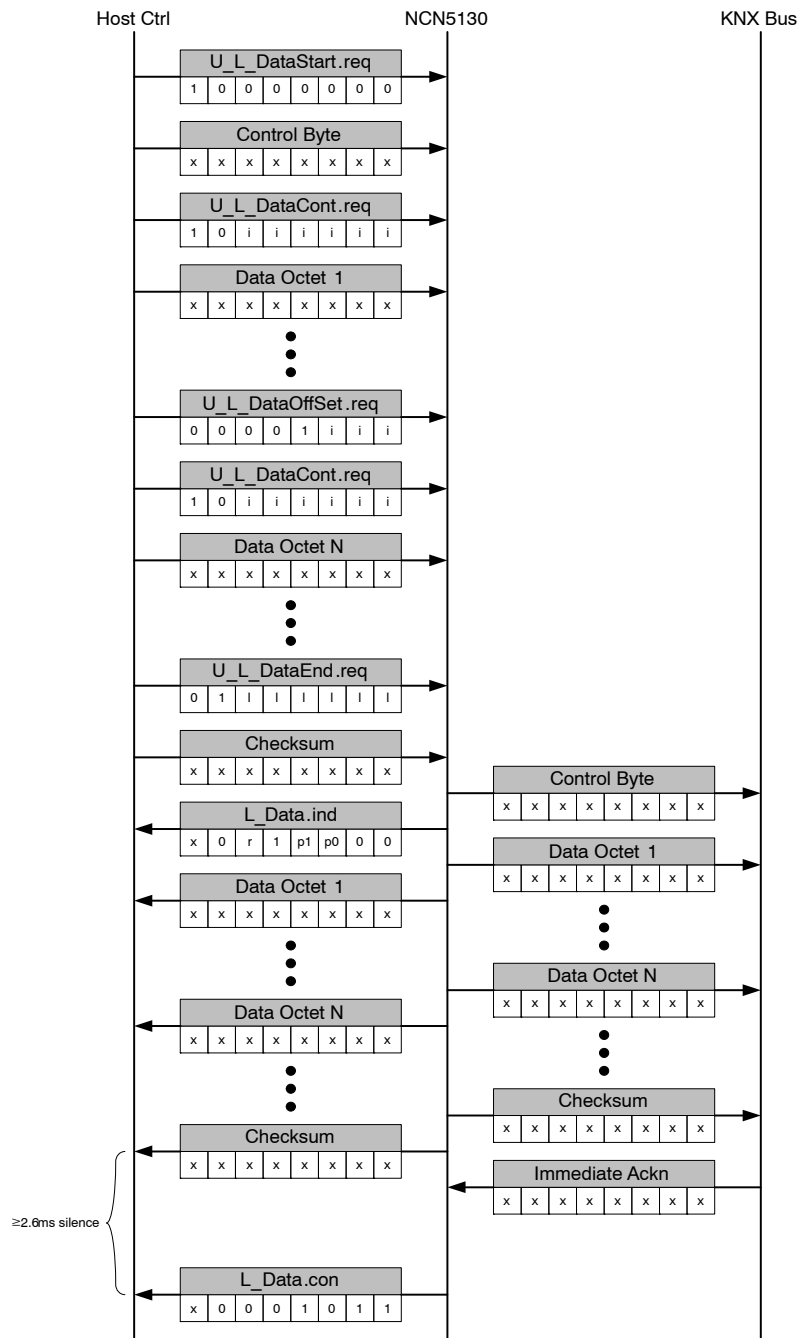 Host Ctrl NCN5130 KNX Bus
U_L_DataStart.req
1 0 0 0 0 0 0 0
Control Byte
x x x x x x x x
U_L_DataCont.req
1 0 i i i i i i
Data Octet 1
x x x x x x x x
U_L_DataOffSet.req
0 0 0 0 1 i i i
U_L_DataCont.req
1 0 i i i i i i
Data Octet N
x x x x x x x x
U_L_DataEnd.req
0 1 l l l l l l
Checksum
x x x x x x x x
Control Byte
x x x x x x x x
L_Data.ind
x 0 r 1 p1 p0 0 0
Data Octet 1
x x x x x x x x
Data Octet 1
x x x x x x x x
Data Octet N
x x x x x x x x
Data Octet N
x x x x x x x x
Checksum
x x x x x x x x
Checksum
x x x x x x x x
Immediate Ackn
x x x x x x x x
≥2.6ms silence
L_Data.con
x 0 0 0 1 0 1 1